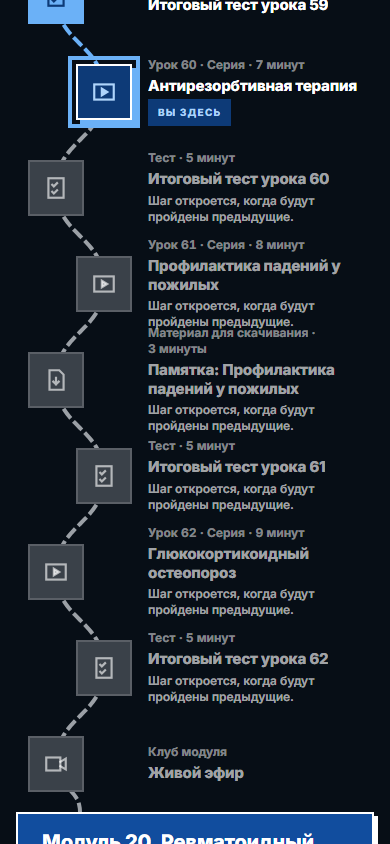 Итоговый тест урока 59
Урок 60 · Серия · 7 минут
Антирезорбтивная терапия
ВЫ ЗДЕСЬ
Тест · 5 минут
Итоговый тест урока 60
Шаг откроется, когда будут
пройдены предыдущие.
Урок 61 · Серия · 8 минут
Профилактика падений у
пожилых
Шаг откроется, когда будут
пройдены предыдущие.
Материал для скачивания ·
3 минуты
Памятка: Профилактика
падений у пожилых
Шаг откроется, когда будут
пройдены предыдущие.
Тест · 5 минут
Итоговый тест урока 61
Шаг откроется, когда будут
пройдены предыдущие.
Урок 62 · Серия · 9 минут
Глюкокортикоидный
остеопороз
Шаг откроется, когда будут
пройдены предыдущие.
Тест · 5 минут
Итоговый тест урока 62
Шаг откроется, когда будут
пройдены предыдущие.
Клуб модуля
Живой эфир
Модуль 20. Ревматоидный